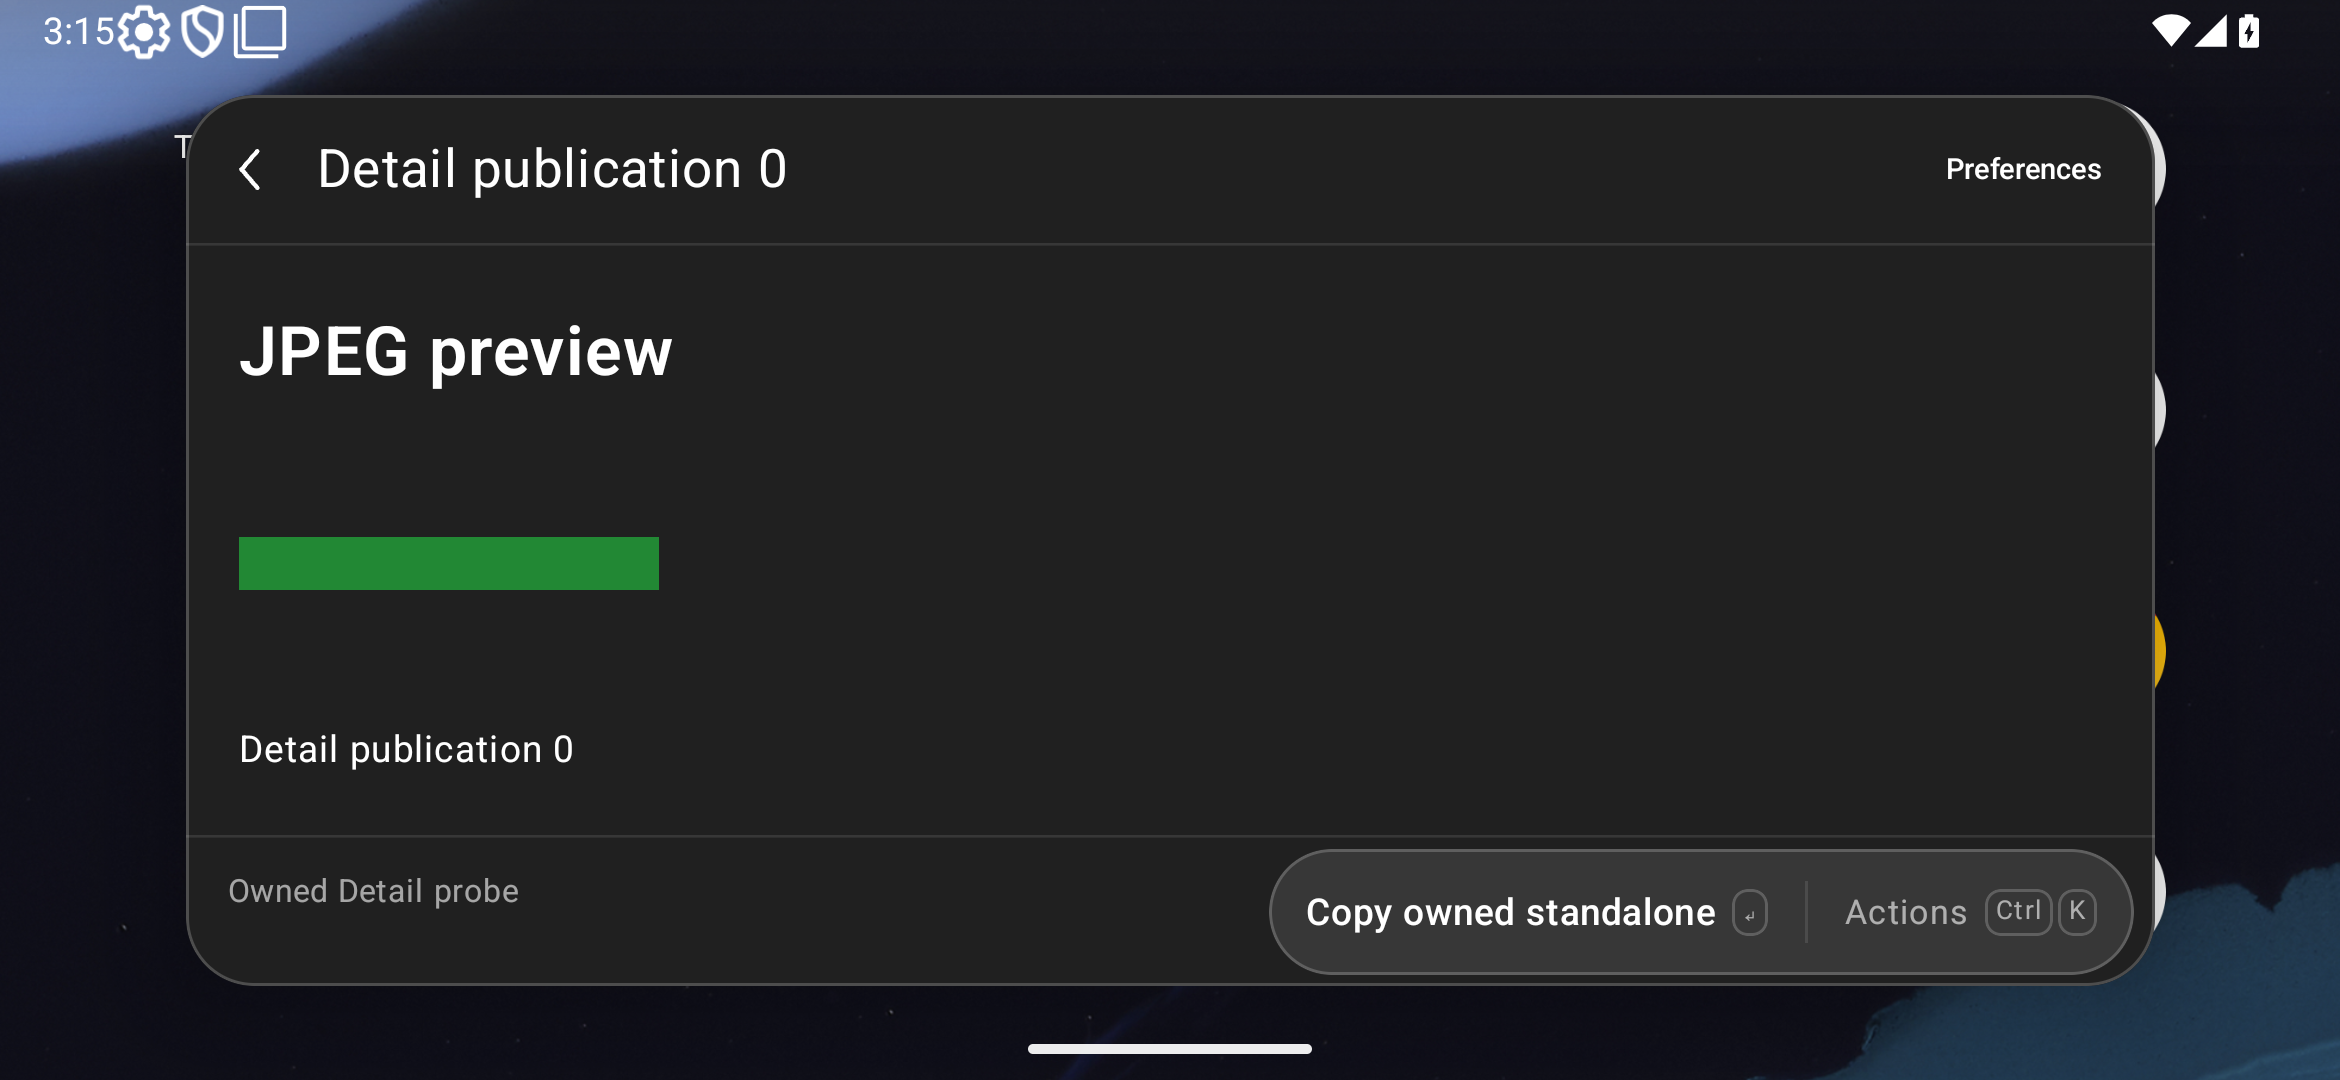 3:15
T
Detail publication 0
Preferences
JPEG preview
Detail publication 0
Owned Detail probe
Copy owned standalone ↵
Actions Ctrl K